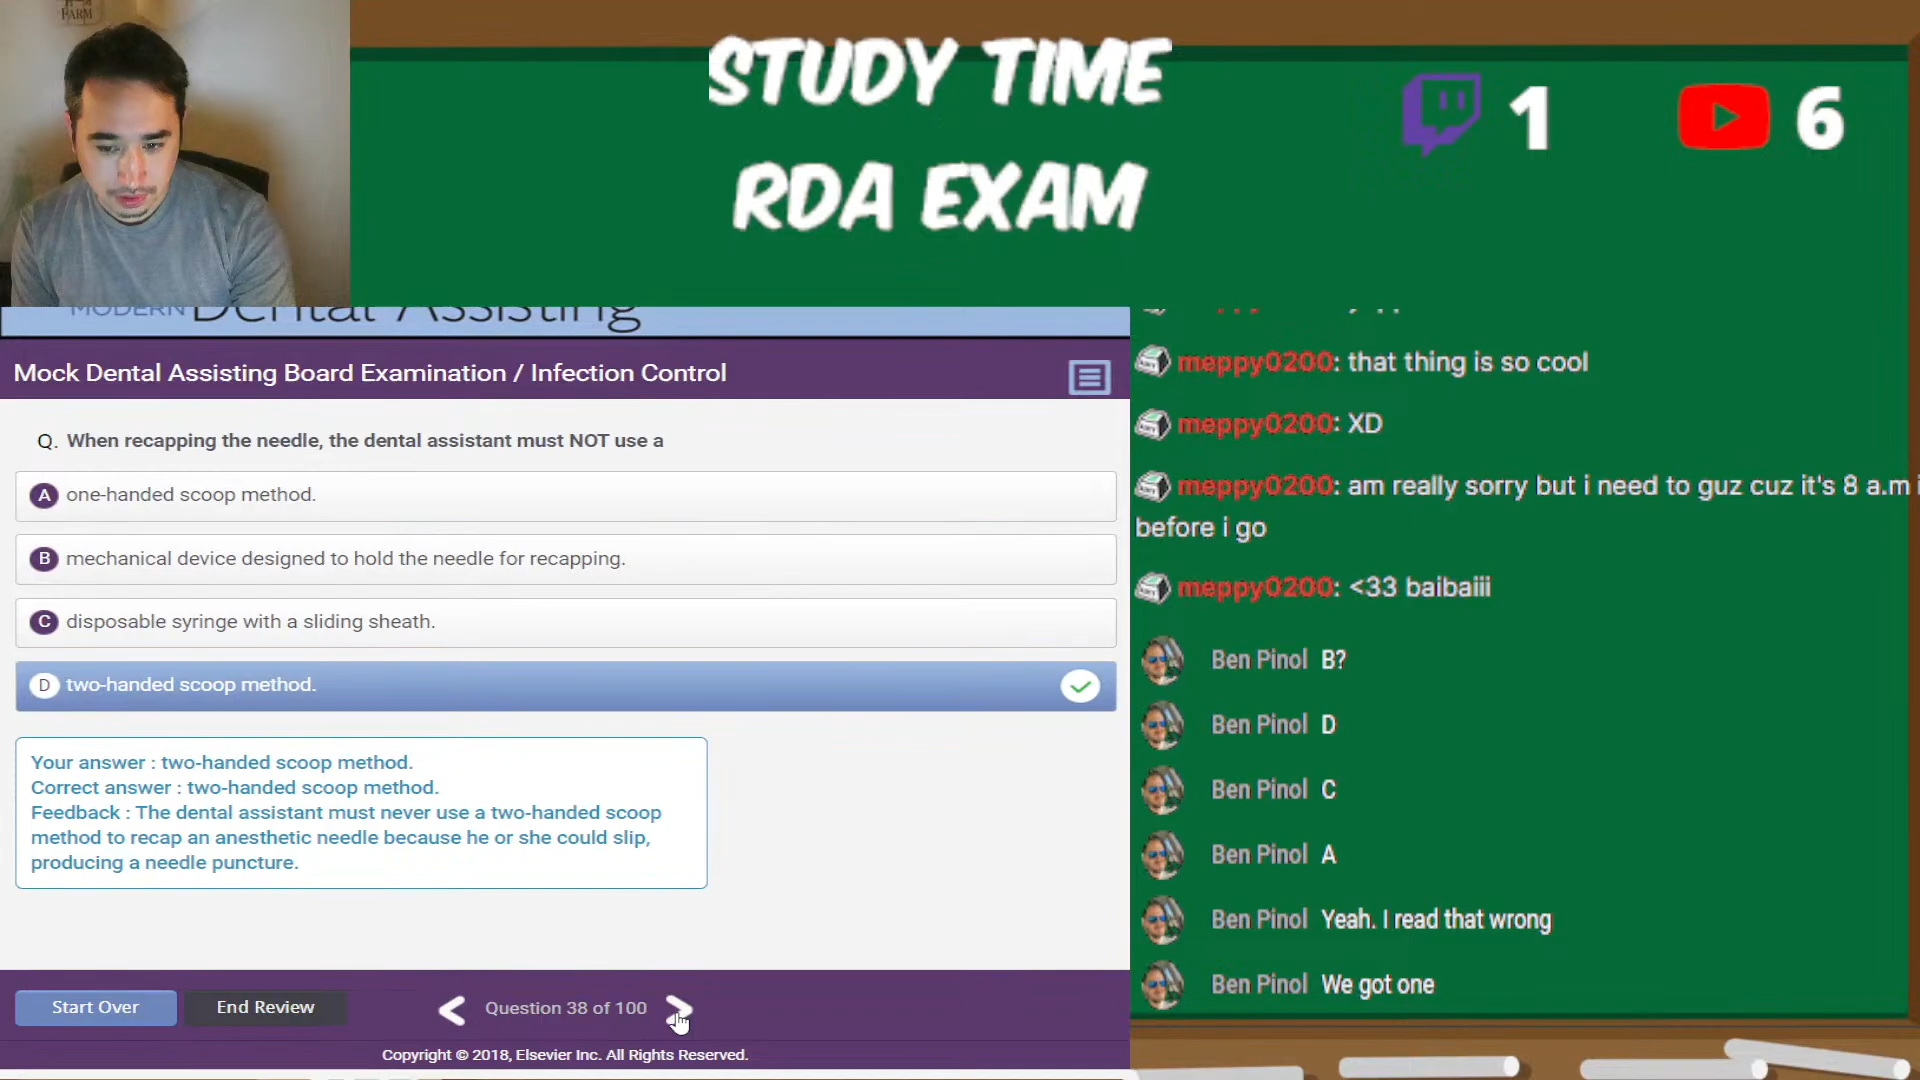 FARM
STUDY TIME
RDA EXAM
1
6
MODERN Dental Assisting
Mock Dental Assisting Board Examination / Infection Control
Q. When recapping the needle, the dental assistant must NOT use a
A one-handed scoop method.
B mechanical device designed to hold the needle for recapping.
C disposable syringe with a sliding sheath.
D two-handed scoop method.
Your answer : two-handed scoop method.
Correct answer : two-handed scoop method.
Feedback : The dental assistant must never use a two-handed scoop
method to recap an anesthetic needle because he or she could slip,
producing a needle puncture.
Start Over
End Review
Question 38 of 100
Copyright © 2018, Elsevier Inc. All Rights Reserved.
meppy0200: that thing is so cool
meppy0200: XD
meppy0200: am really sorry but i need to guz cuz it's 8 a.m i
before i go
meppy0200: <33 baibaiii
Ben Pinol B?
Ben Pinol D
Ben Pinol C
Ben Pinol A
Ben Pinol Yeah. I read that wrong
Ben Pinol We got one